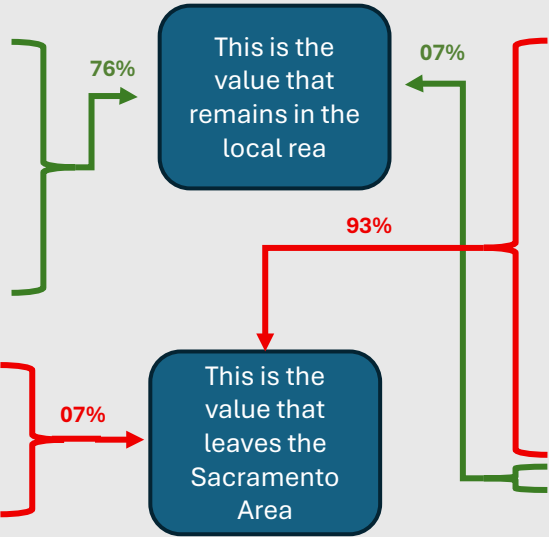 76%
This is the
value that
remains in the
local rea
07%
93%
07%
This is the
value that
leaves the
Sacramento
Area